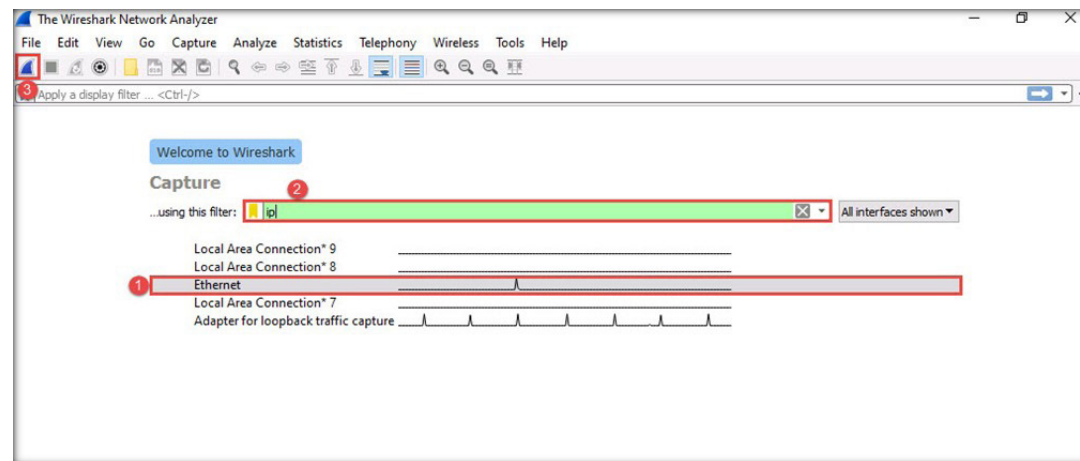 The Wireshark Network Analyzer
File Edit View Go Capture Analyze Statistics Telephony Wireless Tools Help
3
Apply a display filter ... <Ctrl-/>
Welcome to Wireshark
Capture
2
...using this filter: ip All interfaces shown
Local Area Connection* 9
Local Area Connection* 8
1 Ethernet
Local Area Connection* 7
Adapter for loopback traffic capture